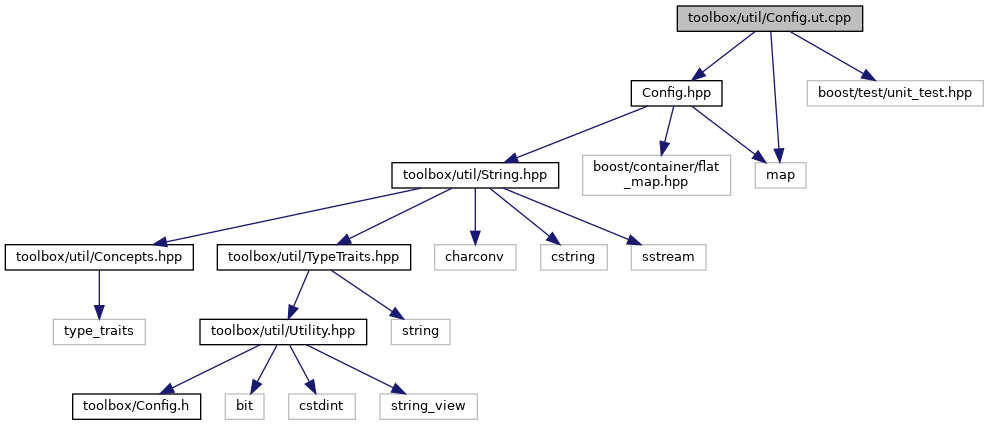 toolbox/util/Config.ut.cpp
Config.hpp
boost/test/unit_test.hpp
toolbox/util/String.hpp
boost/container/flat
_map.hpp
map
toolbox/util/Concepts.hpp
toolbox/util/TypeTraits.hpp
charconv
cstring
sstream
type_traits
toolbox/util/Utility.hpp
string
toolbox/Config.h
bit
cstdint
string_view